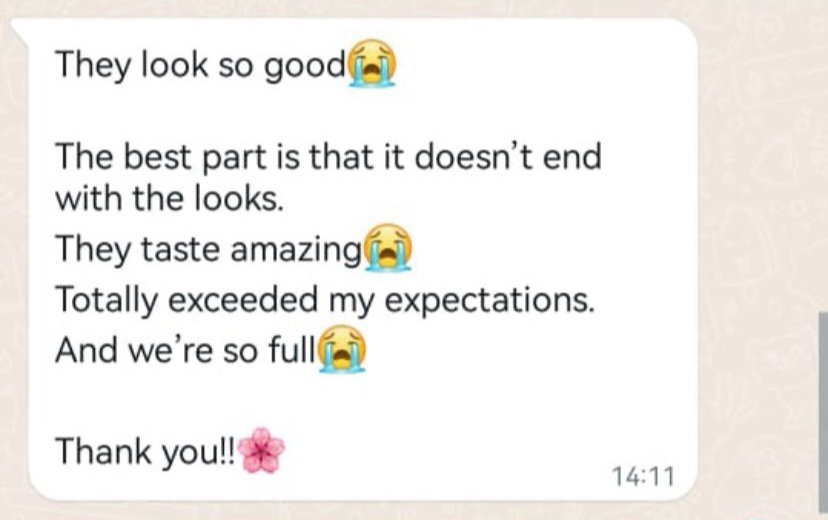 They look so good😭
The best part is that it doesn’t end
with the looks.
They taste amazing😭
Totally exceeded my expectations.
And we’re so full😭
Thank you!!🌸
14:11